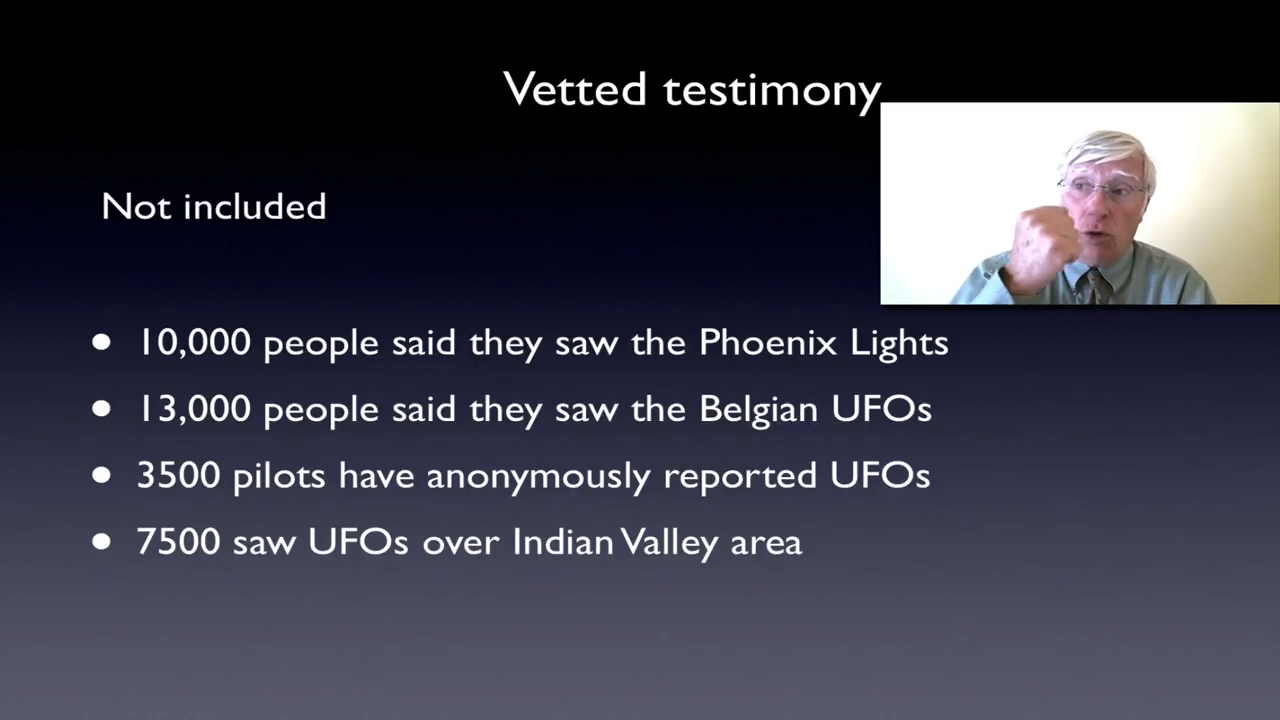 Vetted testimony
Not included
• 10,000 people said they saw the Phoenix Lights
• 13,000 people said they saw the Belgian UFOs
• 3500 pilots have anonymously reported UFOs
• 7500 saw UFOs over Indian Valley area